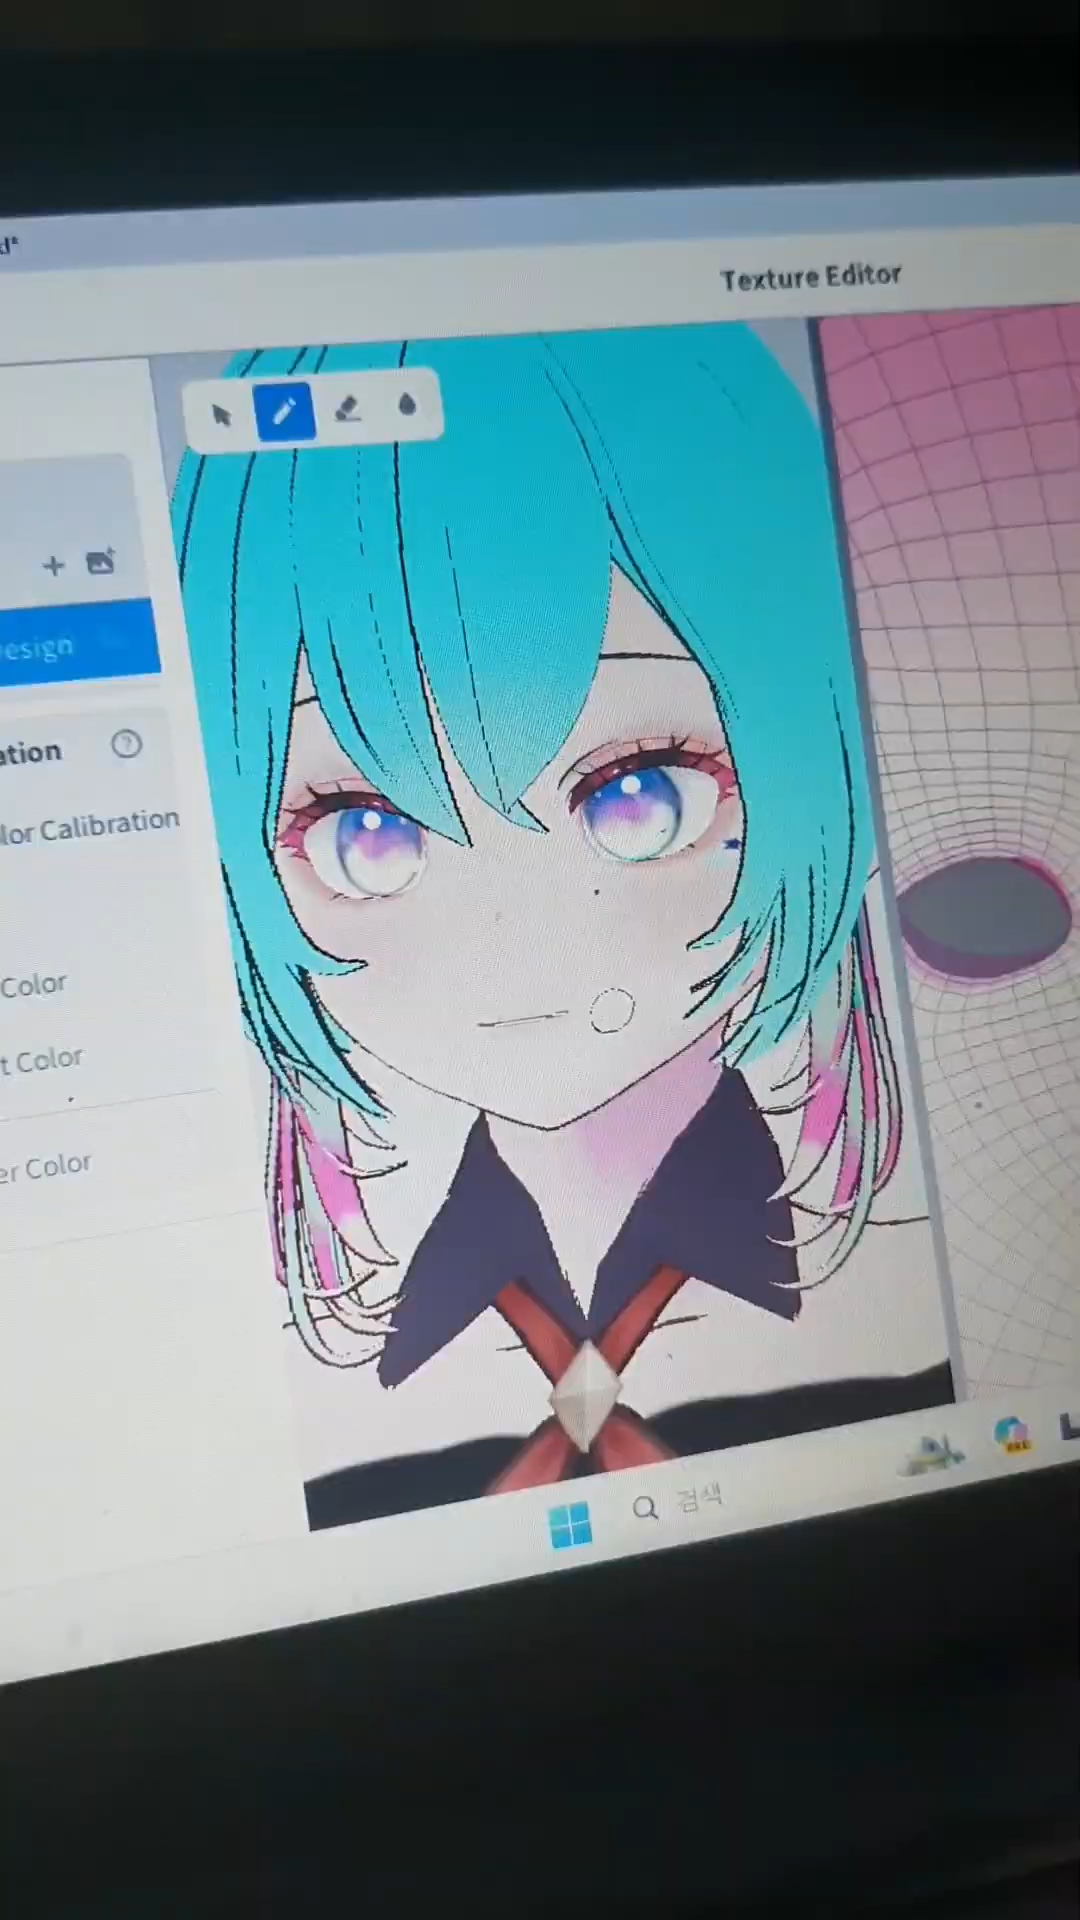 Texture Editor
esign
ation
lor Calibration
Color
t Color
er Color
검색